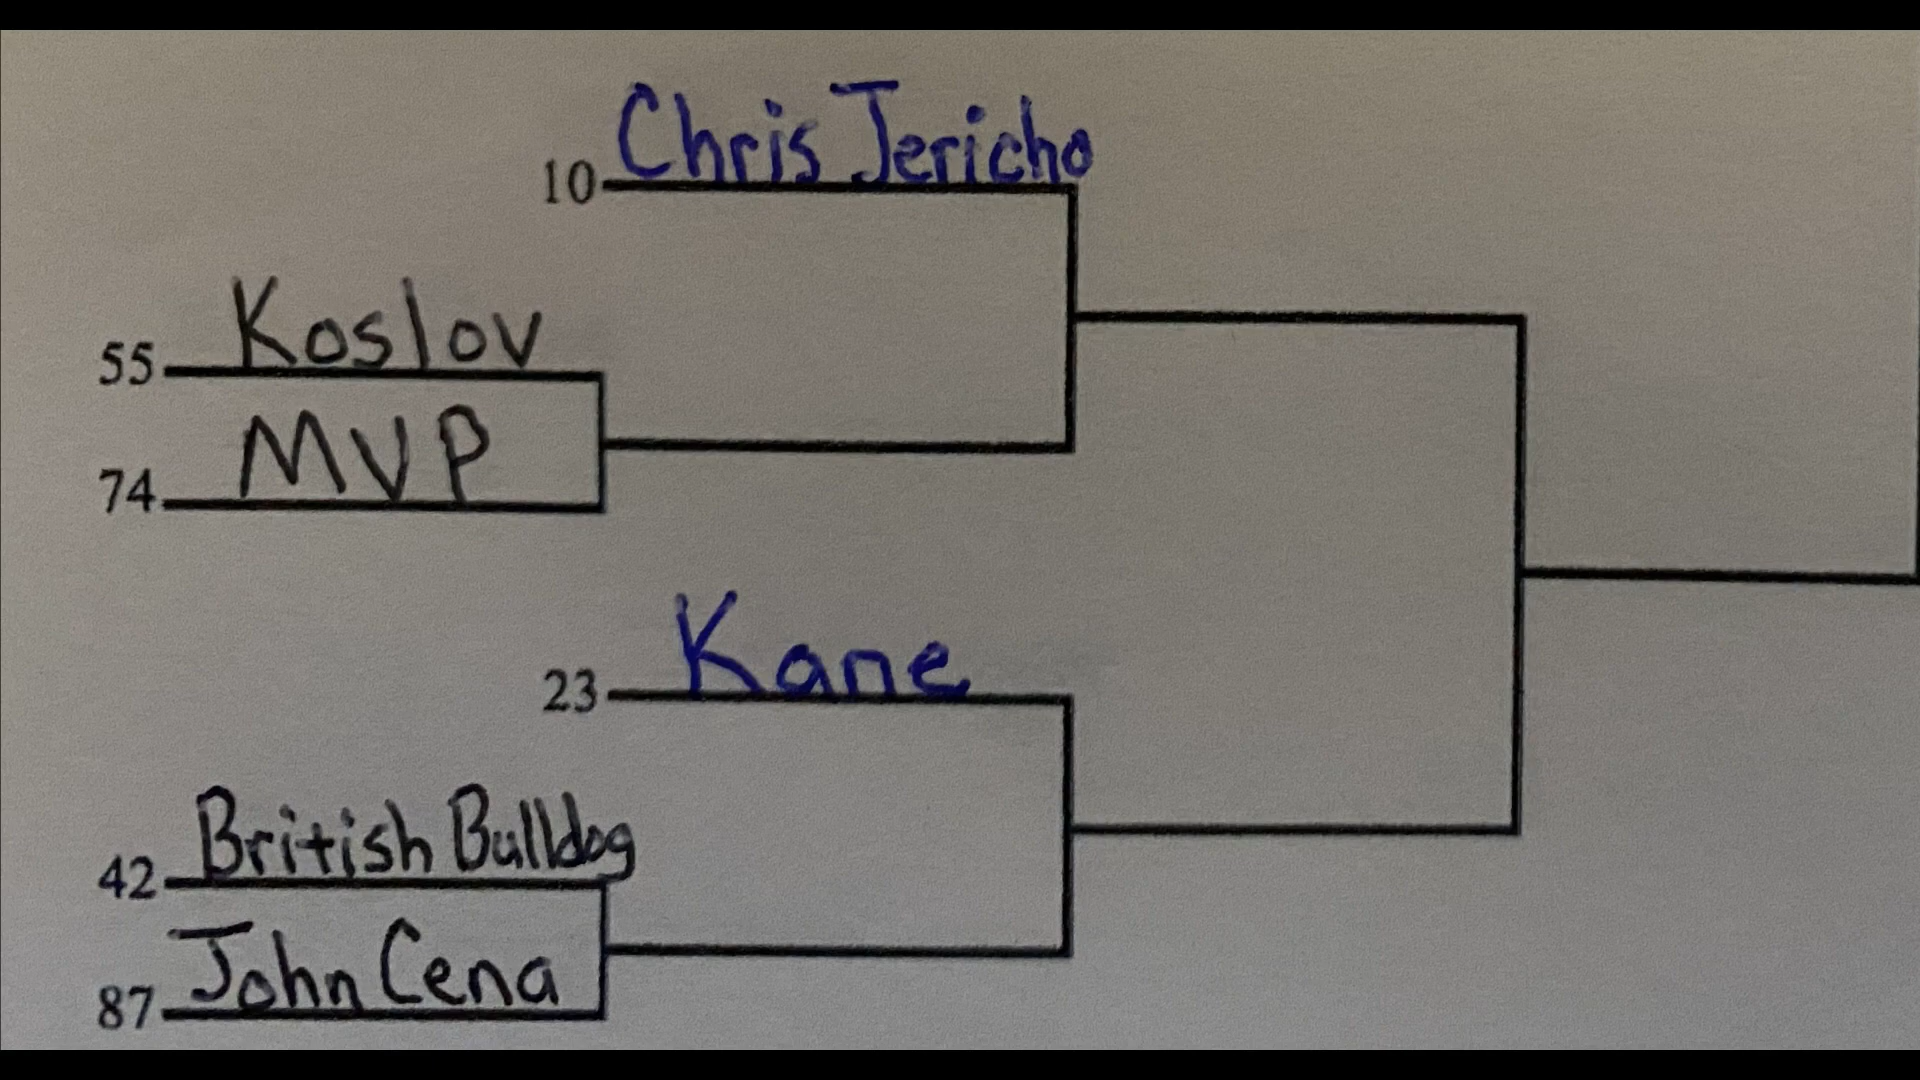 10 Chris Jericho
55 Koslov
74 MVP
23 Kane
42 British Bulldog
87 John Cena